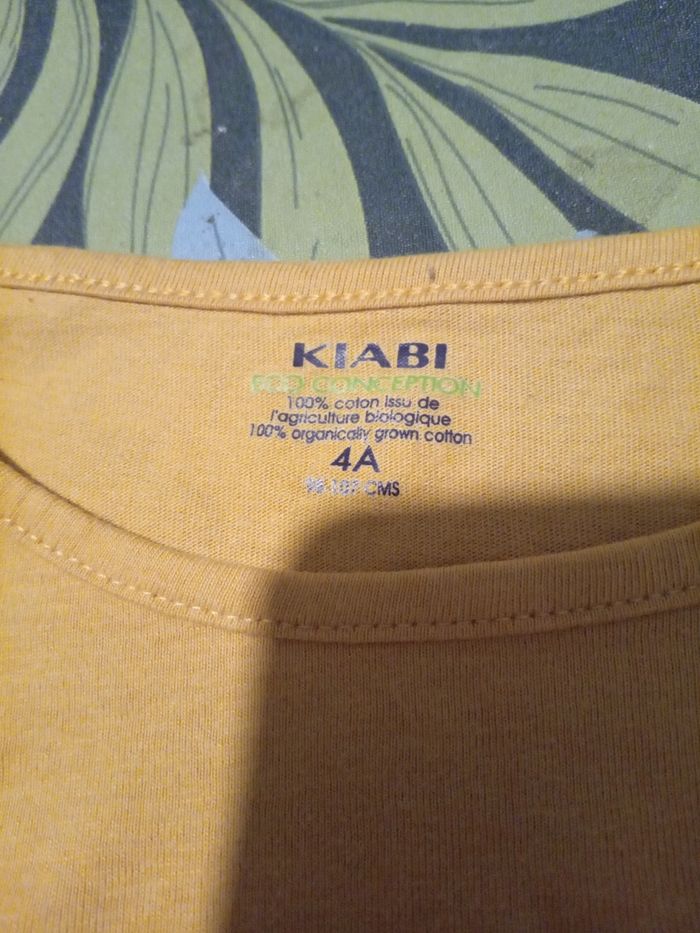 KIABI
ECO CONCEPTION
100% coton issu de
l'agriculture biologique
100% organically grown cotton
4A
CMS